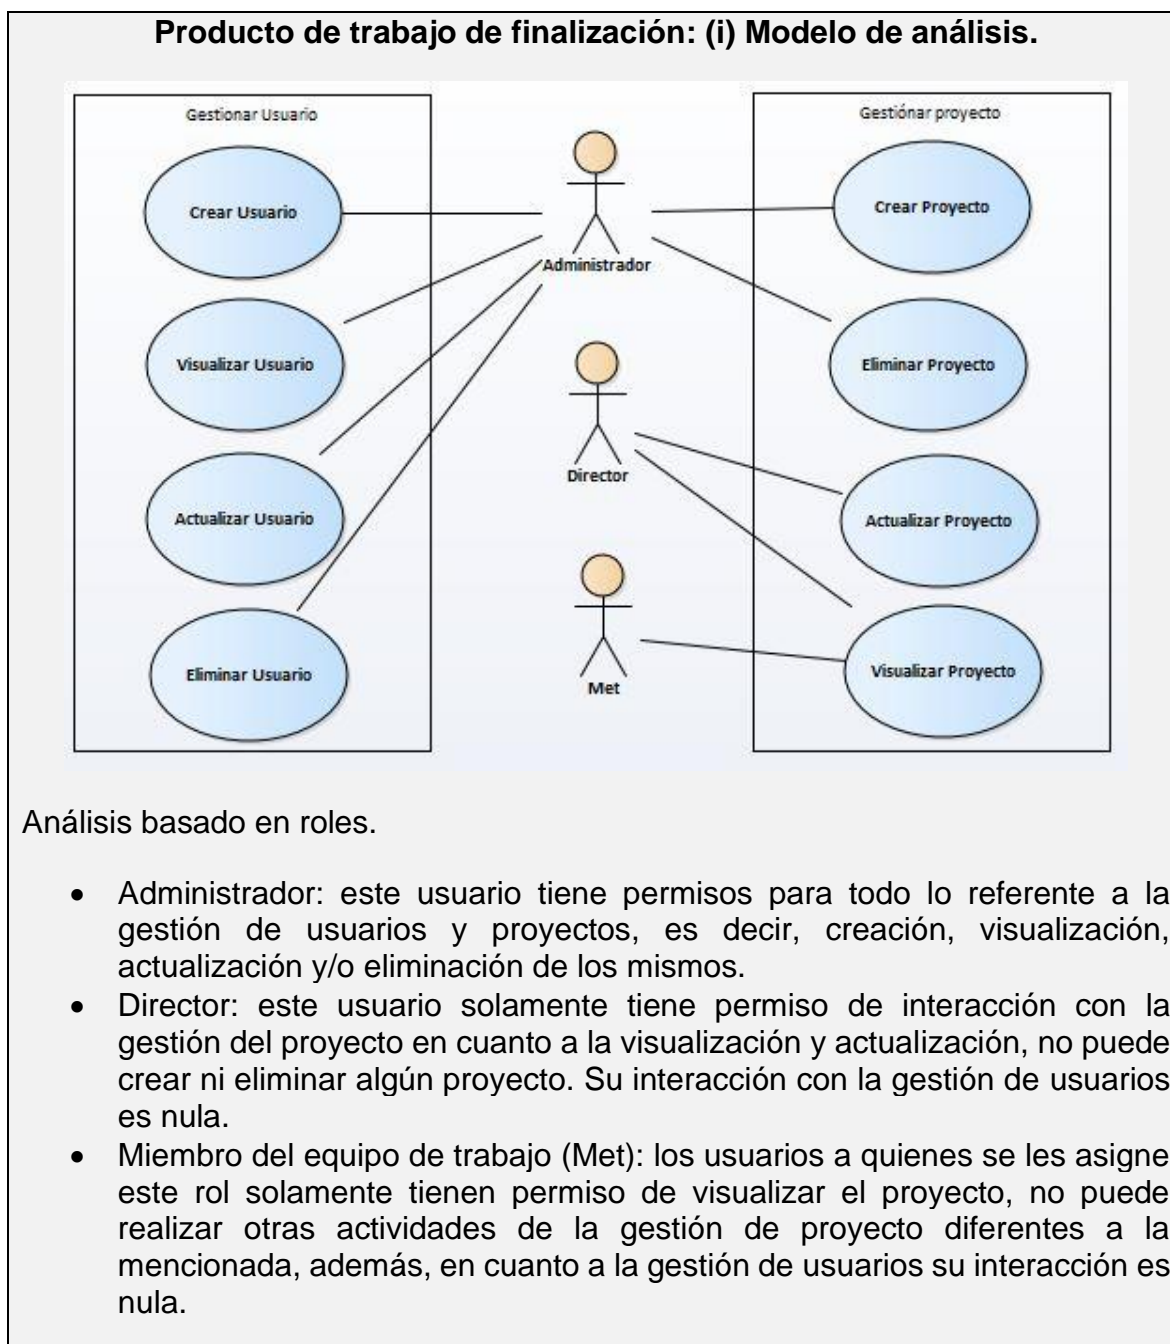 Producto de trabajo de finalización: (i) Modelo de análisis.
Gestionar Usuario
Crear Usuario
Visualizar Usuario
Actualizar Usuario
Eliminar Usuario
Administrador
Director
Met
Gestiónar proyecto
Crear Proyecto
Eliminar Proyecto
Actualizar Proyecto
Visualizar Proyecto
Análisis basado en roles.
• Administrador: este usuario tiene permisos para todo lo referente a la
gestión de usuarios y proyectos, es decir, creación, visualización,
actualización y/o eliminación de los mismos.
• Director: este usuario solamente tiene permiso de interacción con la
gestión del proyecto en cuanto a la visualización y actualización, no puede
crear ni eliminar algún proyecto. Su interacción con la gestión de usuarios
es nula.
• Miembro del equipo de trabajo (Met): los usuarios a quienes se les asigne
este rol solamente tienen permiso de visualizar el proyecto, no puede
realizar otras actividades de la gestión de proyecto diferentes a la
mencionada, además, en cuanto a la gestión de usuarios su interacción es
nula.